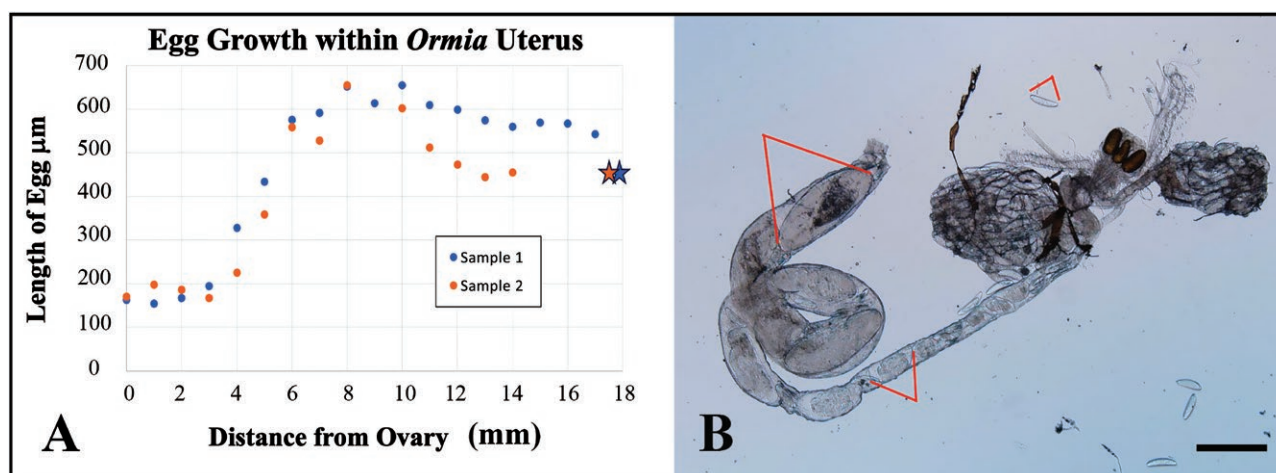 Egg Growth within Ormia Uterus
Length of Egg μm
700
600
500
400
300
200
100
0
Sample 1
Sample 2
0 2 4 6 8 10 12 14 16 18
Distance from Ovary (mm)
A
B